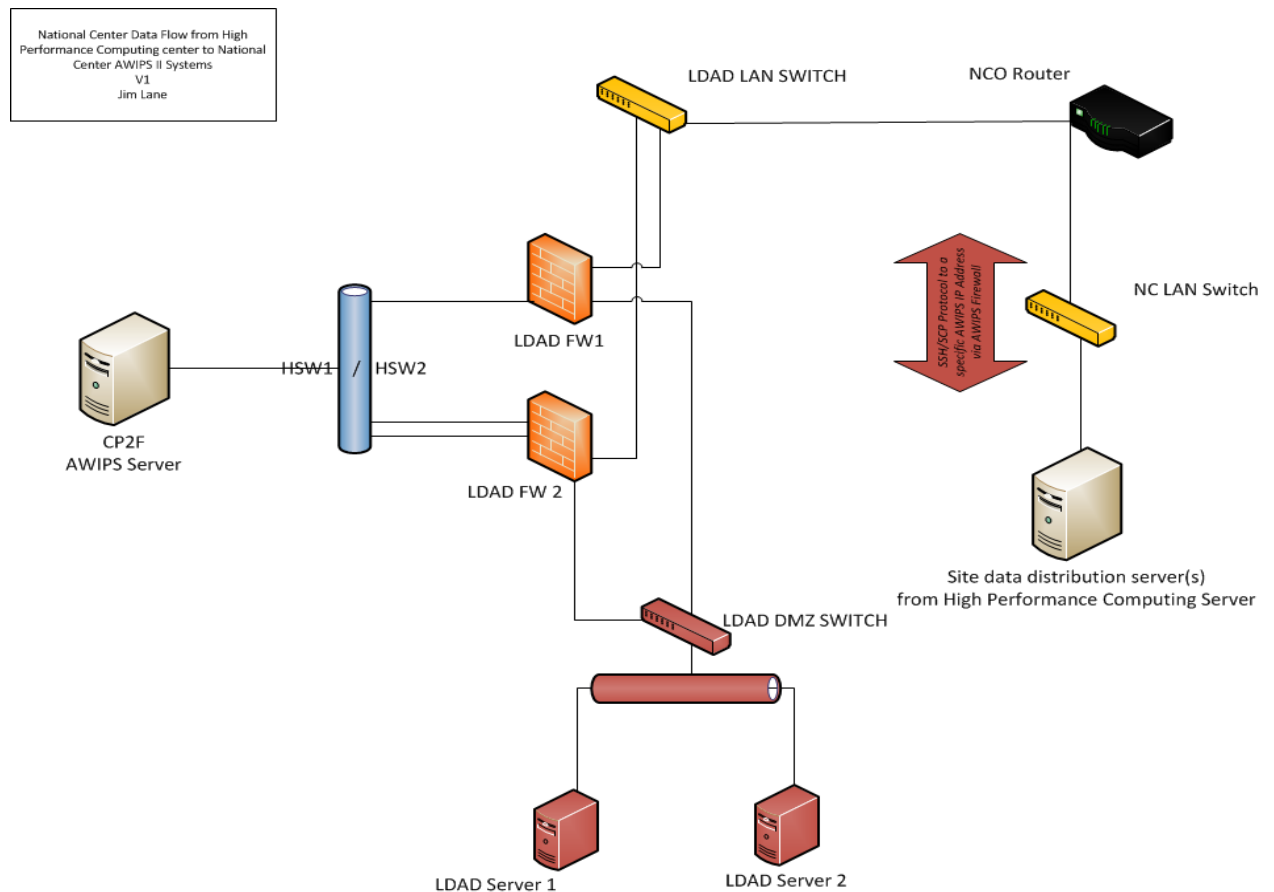 National Center Data Flow from High
Performance Computing center to National
Center AWIPS II Systems
V1
Jim Lane
LDAD LAN SWITCH
NCO Router
SSH/SCP Protocol to a
specific AWIPS IP Address
via AWIPS Firewall
NC LAN Switch
LDAD FW1
HSW1 / HSW2
CP2F
AWIPS Server
LDAD FW 2
Site data distribution server(s)
from High Performance Computing Server
LDAD DMZ SWITCH
LDAD Server 1
LDAD Server 2